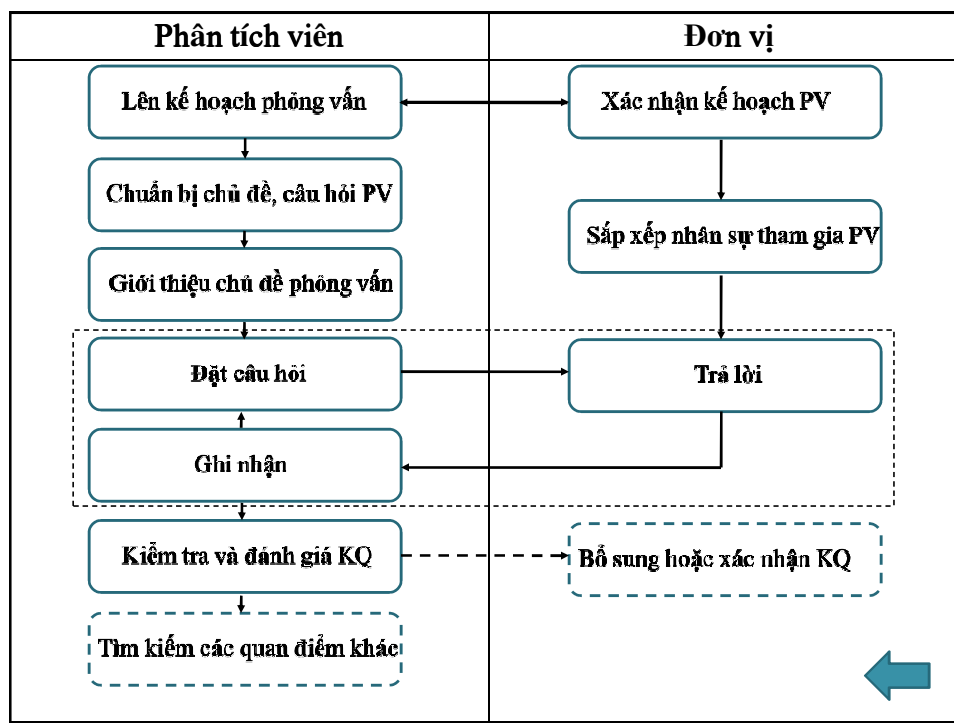 Phân tích viên
Đơn vị
Lên kế hoạch phỏng vấn
Xác nhận kế hoạch PV
Chuẩn bị chủ đề, câu hỏi PV
Sắp xếp nhân sự tham gia PV
Giới thiệu chủ đề phỏng vấn
Đặt câu hỏi
Trả lời
Ghi nhận
Kiểm tra và đánh giá KQ
Bổ sung hoặc xác nhận KQ
Tìm kiếm các quan điểm khác